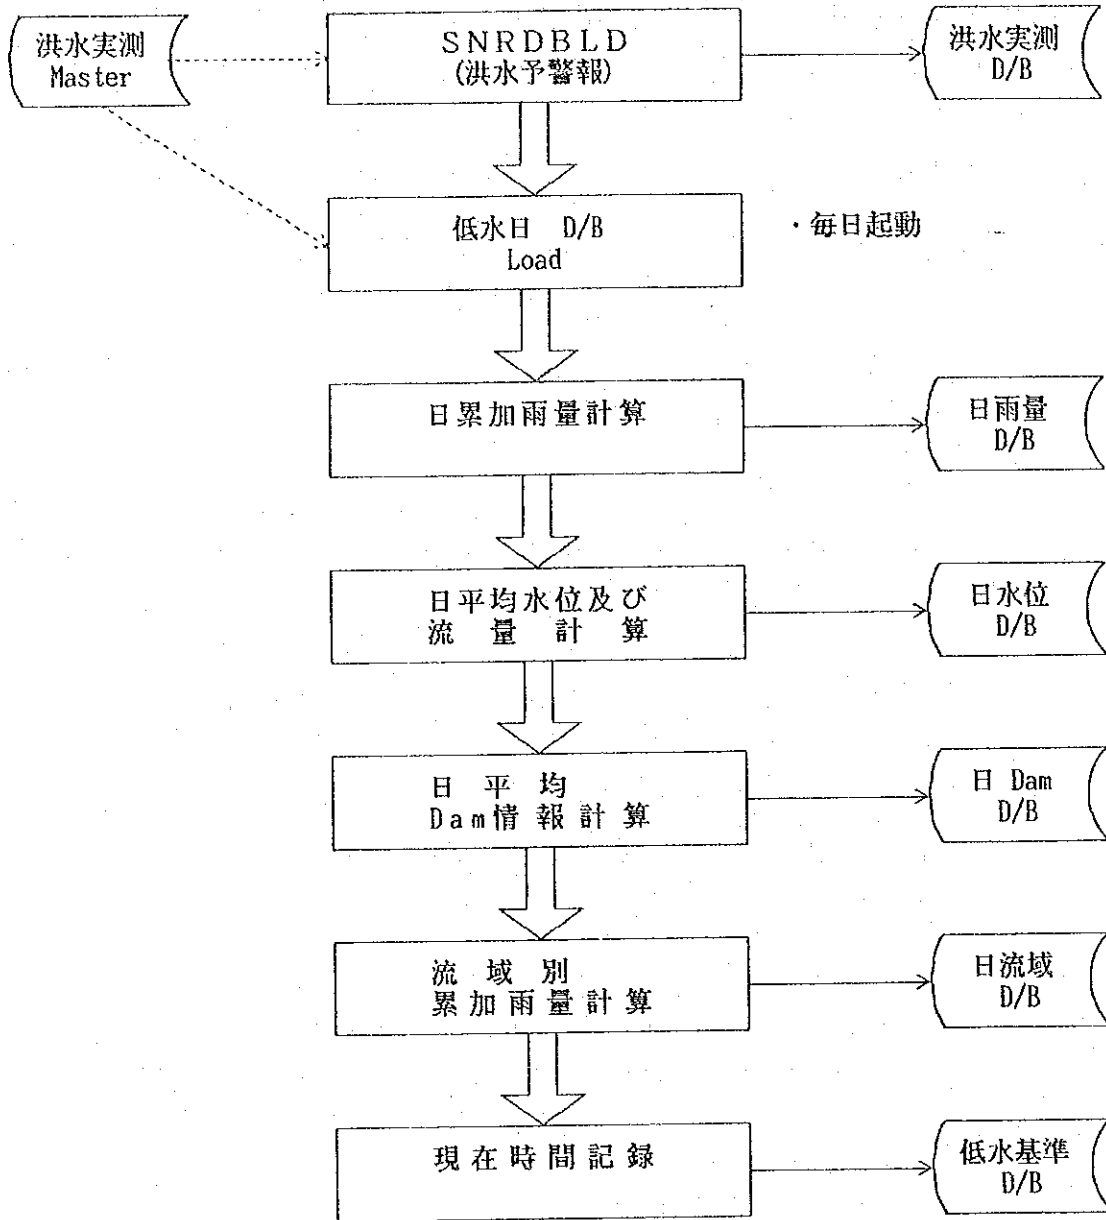 洪水実測
Master
SNRDBLD
(洪水予警報)
洪水実測
D/B
低水日 D/B
Load
・毎日起動
日累加雨量計算
日雨量
D/B
日平均水位及び
流量計算
日水位
D/B
日平均
Dam情報計算
日 Dam
D/B
流域別
累加雨量計算
日流域
D/B
現在時間記録
低水基準
D/B